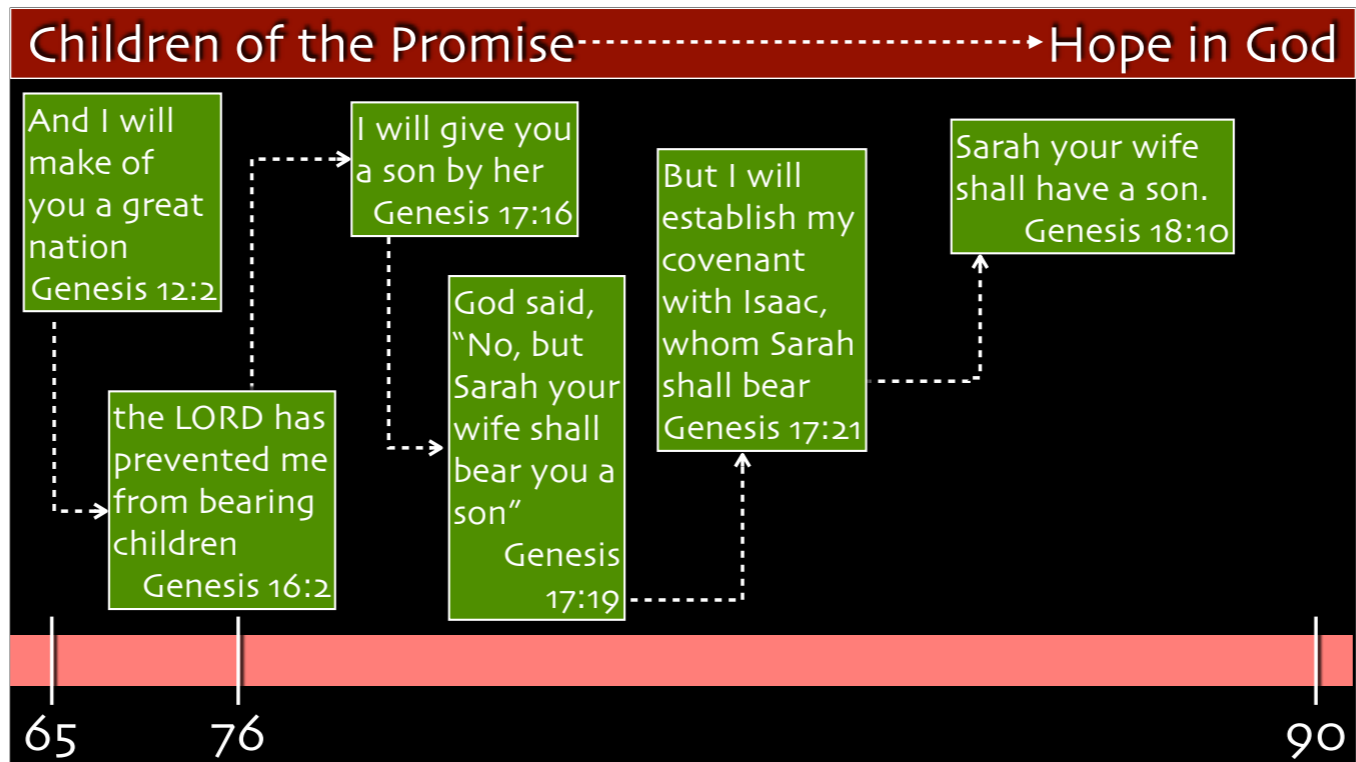 Children of the Promise
Hope in God
And I will
make of
you a great
nation
Genesis 12:2
the LORD has
prevented me
from bearing
children
Genesis 16:2
I will give you
a son by her
Genesis 17:16
God said,
“No, but
Sarah your
wife shall
bear you a
son”
Genesis
17:19
But I will
establish my
covenant
with Isaac,
whom Sarah
shall bear
Genesis 17:21
Sarah your wife
shall have a son.
Genesis 18:10
65
76
90